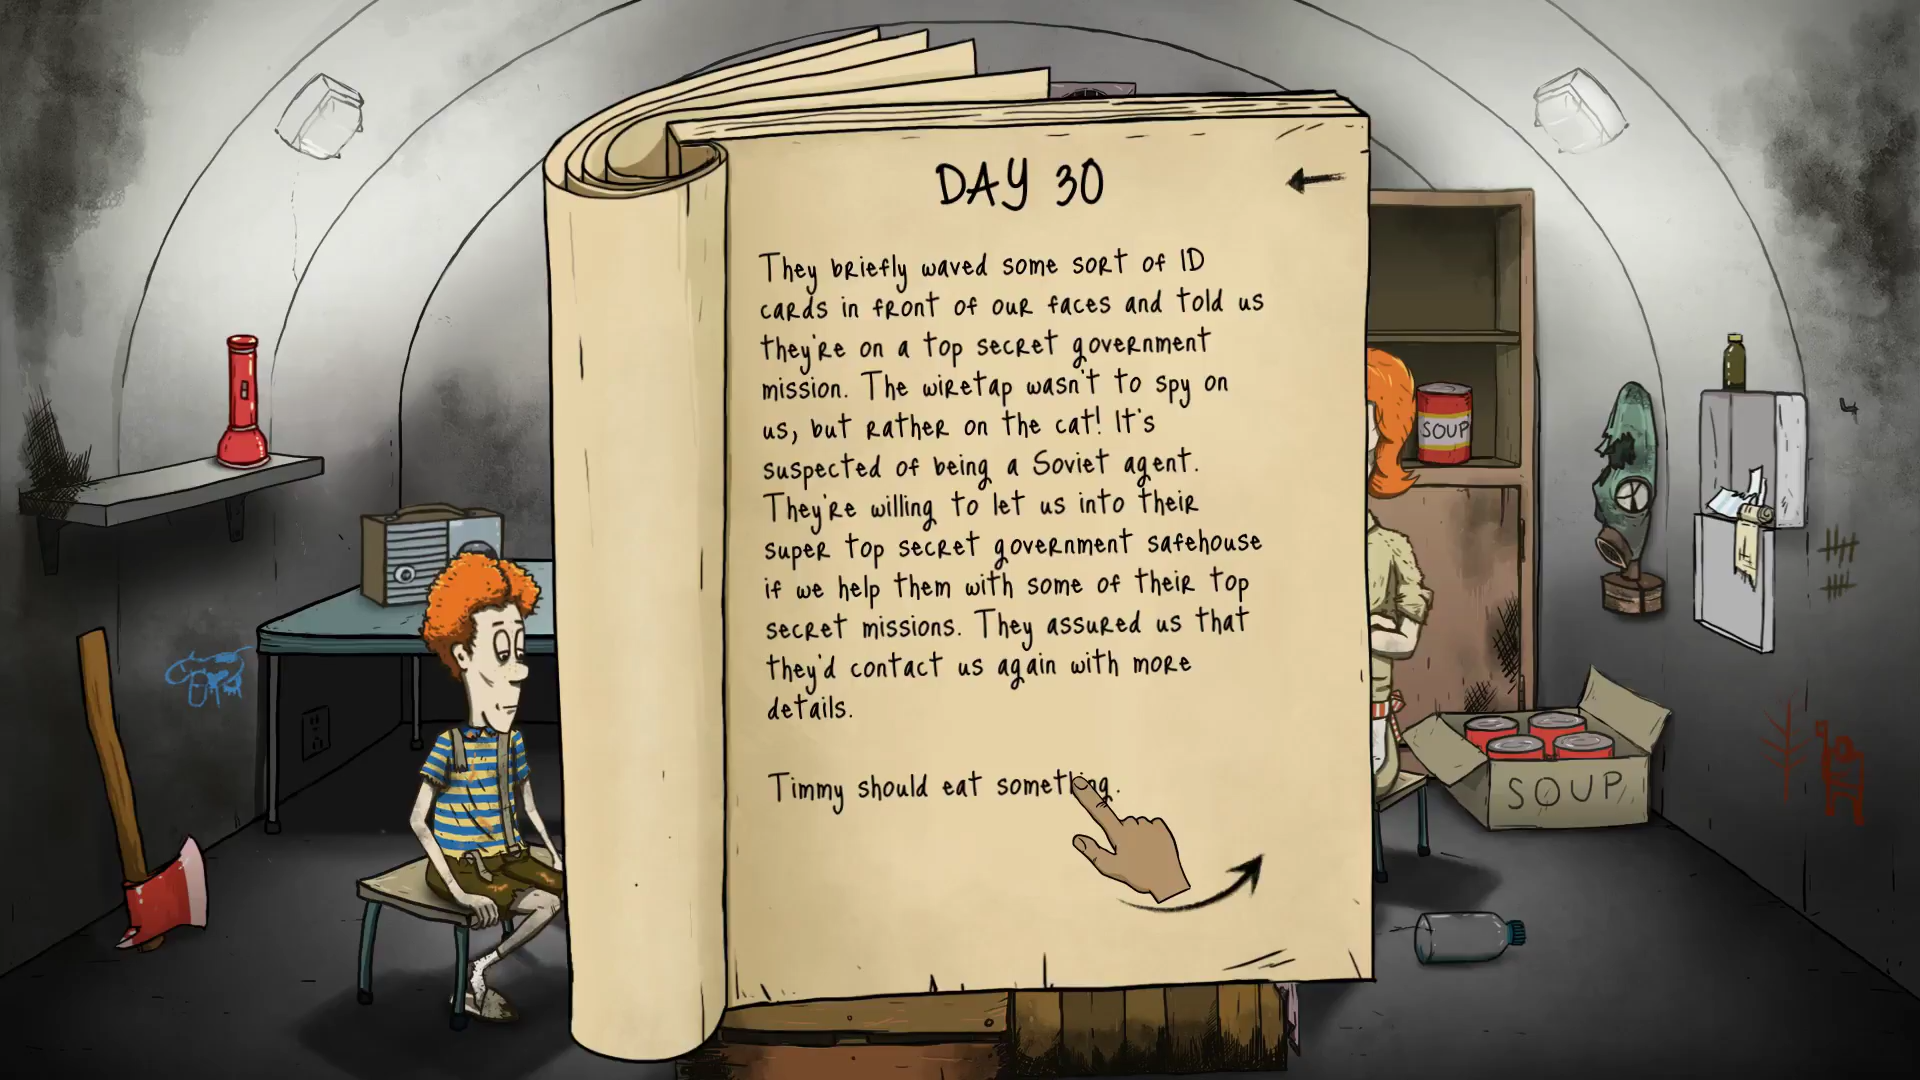 DAY 30
They briefly waved some sort of ID
cards in front of our faces and told us
they're on a top secret government
mission. The wiretap wasn't to spy on
us, but rather on the cat! It's
suspected of being a Soviet agent.
They're willing to let us into their
super top secret government safehouse
if we help them with some of their top
secret missions. They assured us that
they'd contact us again with more
details.
Timmy should eat something.
SOUP
SOUP